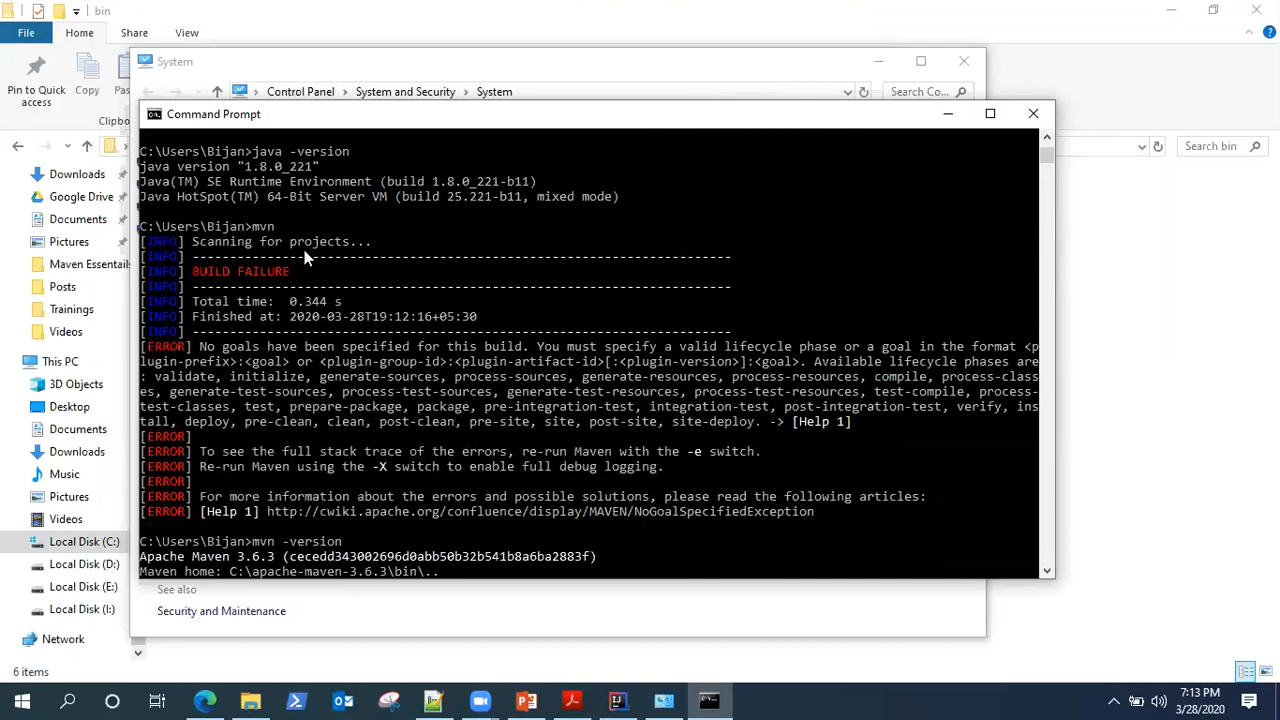 bin
File
Home
Share
View
Pin to Quick
access
Copy
Clipbo
System
Control Panel
System and Security
System
Search Co...
Search bin
Command Prompt
C:\Users\Bijan>java -version
java version "1.8.0_221"
Java(TM) SE Runtime Environment (build 1.8.0_221-b11)
Java HotSpot(TM) 64-Bit Server VM (build 25.221-b11, mixed mode)
C:\Users\Bijan>mvn
[INFO] Scanning for projects...
[INFO] ------------------------------------------------------------------------
[INFO] BUILD FAILURE
[INFO] ------------------------------------------------------------------------
[INFO] Total time:  0.344 s
[INFO] Finished at: 2020-03-28T19:12:16+05:30
[INFO] ------------------------------------------------------------------------
[ERROR] No goals have been specified for this build. You must specify a valid lifecycle phase or a goal in the format <p
lugin-prefix>:<goal> or <plugin-group-id>:<plugin-artifact-id>[:<plugin-version>]:<goal>. Available lifecycle phases are
: validate, initialize, generate-sources, process-sources, generate-resources, process-resources, compile, process-class
es, generate-test-sources, process-test-sources, generate-test-resources, process-test-resources, test-compile, process-
test-classes, test, prepare-package, package, pre-integration-test, integration-test, post-integration-test, verify, ins
tall, deploy, pre-clean, clean, post-clean, pre-site, site, post-site, site-deploy. -> [Help 1]
[ERROR]
[ERROR] To see the full stack trace of the errors, re-run Maven with the -e switch.
[ERROR] Re-run Maven using the -X switch to enable full debug logging.
[ERROR]
[ERROR] For more information about the errors and possible solutions, please read the following articles:
[ERROR] [Help 1] http://cwiki.apache.org/confluence/display/MAVEN/NoGoalSpecifiedException
C:\Users\Bijan>mvn -version
Apache Maven 3.6.3 (cecedd343002696d0abb50b32b541b8a6ba2883f)
Maven home: C:\apache-maven-3.6.3\bin\..
Downloads
Google Drive
Documents
Pictures
Maven Essentials
Posts
Trainings
Videos
This PC
3D Objects
Desktop
Documents
Downloads
Music
Pictures
Videos
Local Disk (C:)
Local Disk (D:)
Local Disk (E:)
Local Disk (I:)
Network
See also
Security and Maintenance
6 items
7:13 PM
3/28/2020